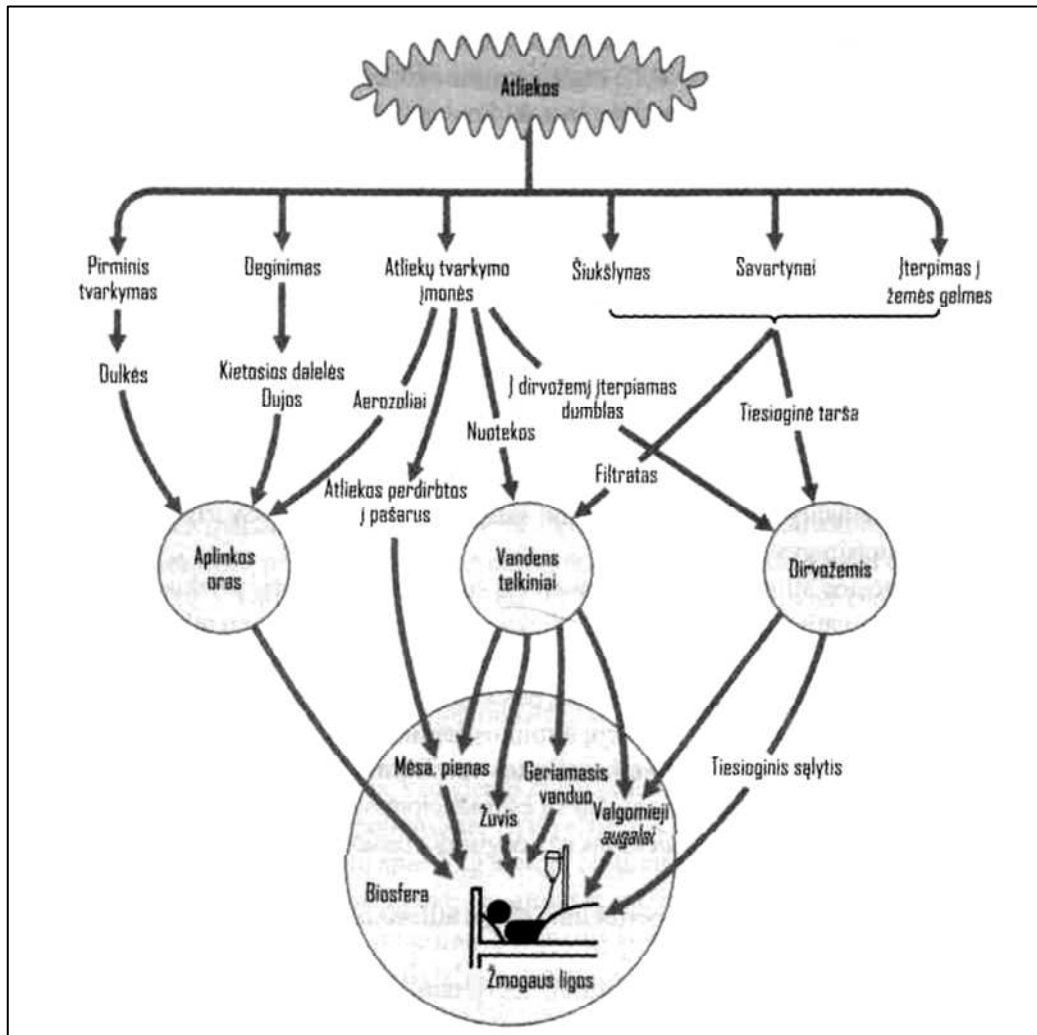 Atliekos
Pirminis
tvarkymas
Deginimas
Atliekų tvarkymo
įmonės
Šiukšlynas
Savartynai
Įterpimas į
žemės gelmes
Dulkės
Kietosios dalelės
Dujos
Aerozoliai
Nuotekos
Į dirvožemį įterpiamas
dumblas
Tiesioginė tarša
Atliekos perdirbtos
į pašarus
Filtratas
Aplinkos
oras
Vandens
telkiniai
Dirvožemis
Mėsa, pienas
Žuvis
Geriamasis
vanduo
Valgomieji
augalai
Tiesioginis sąlytis
Biosfera
Žmogaus ligos